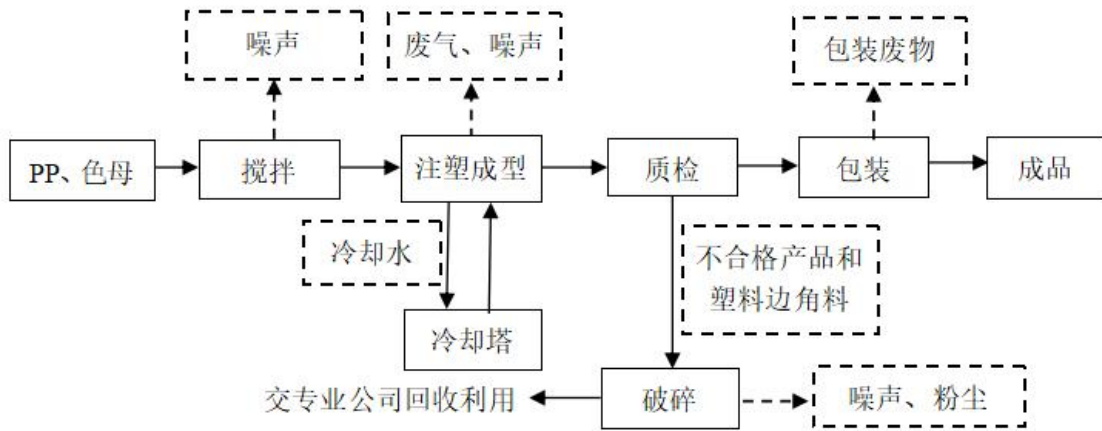 噪声
废气、噪声
包装废物
PP、色母
搅拌
注塑成型
质检
包装
成品
冷却水
不合格产品和
塑料边角料
冷却塔
交专业公司回收利用
破碎
噪声、粉尘